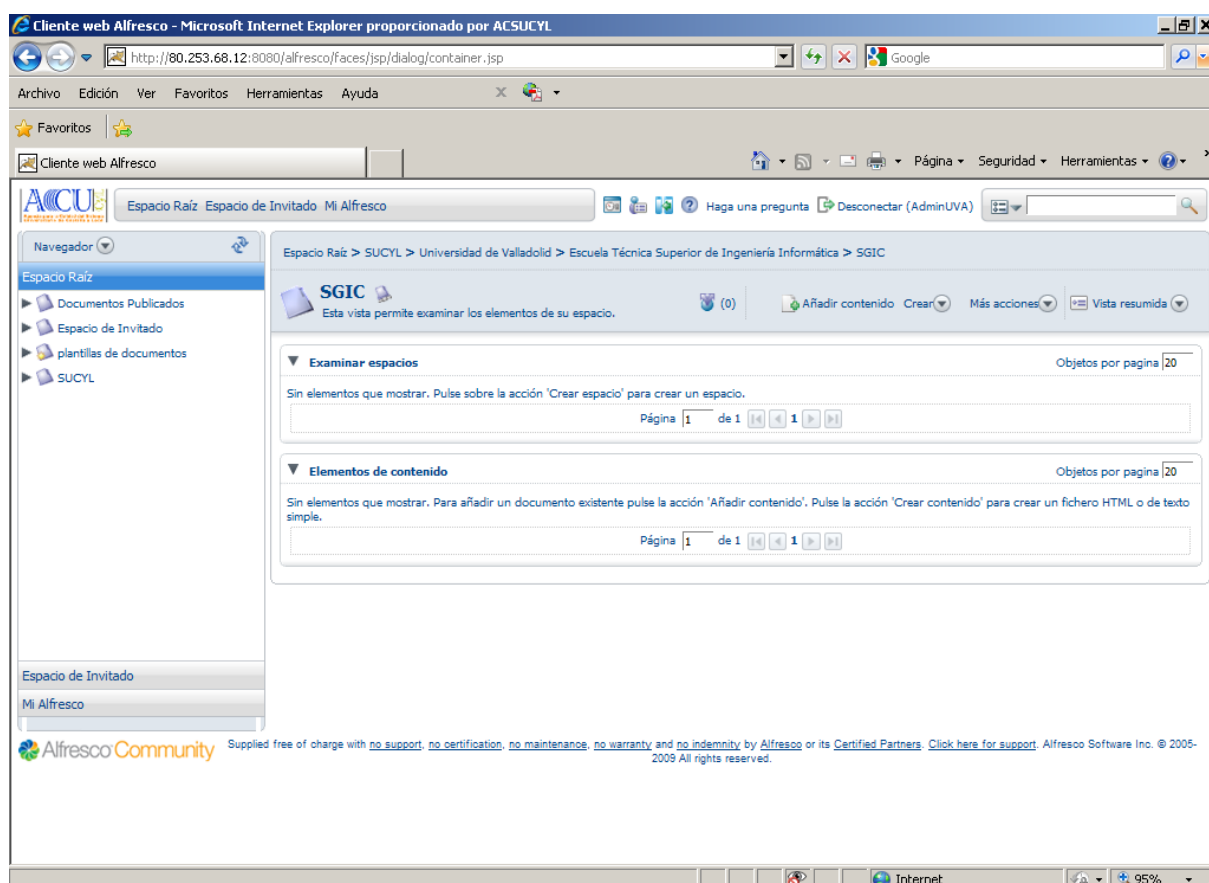 Cliente web Alfresco - Microsoft Internet Explorer proporcionado por ACSUCYL
http://80.253.68.12:8080/alfresco/faces/jsp/dialog/container.jsp
Google
Archivo Edición Ver Favoritos Herramientas Ayuda
Favoritos
Cliente web Alfresco
Página Seguridad Herramientas
ACCU
Espacio Raíz Espacio de Invitado Mi Alfresco
Haga una pregunta Desconectar (AdminUVA)
Navegador
Espacio Raíz
Documentos Publicados
Espacio de Invitado
plantillas de documentos
SUCYL
Espacio de Invitado
Mi Alfresco
Espacio Raíz > SUCYL > Universidad de Valladolid > Escuela Técnica Superior de Ingeniería Informática > SGIC
SGIC
Esta vista permite examinar los elementos de su espacio.
(0)
Añadir contenido Crear Más acciones Vista resumida
Examinar espacios
Objetos por pagina 20
Sin elementos que mostrar. Pulse sobre la acción 'Crear espacio' para crear un espacio.
Página 1 de 1 1
Elementos de contenido
Objetos por pagina 20
Sin elementos que mostrar. Para añadir un documento existente pulse la acción 'Añadir contenido'. Pulse la acción 'Crear contenido' para crear un fichero HTML o de texto
simple.
Página 1 de 1 1
Alfresco Community
Supplied free of charge with no support, no certification, no maintenance, no warranty and no indemnity by Alfresco or its Certified Partners. Click here for support. Alfresco Software Inc. © 2005-
2009 All rights reserved.
Internet
95%